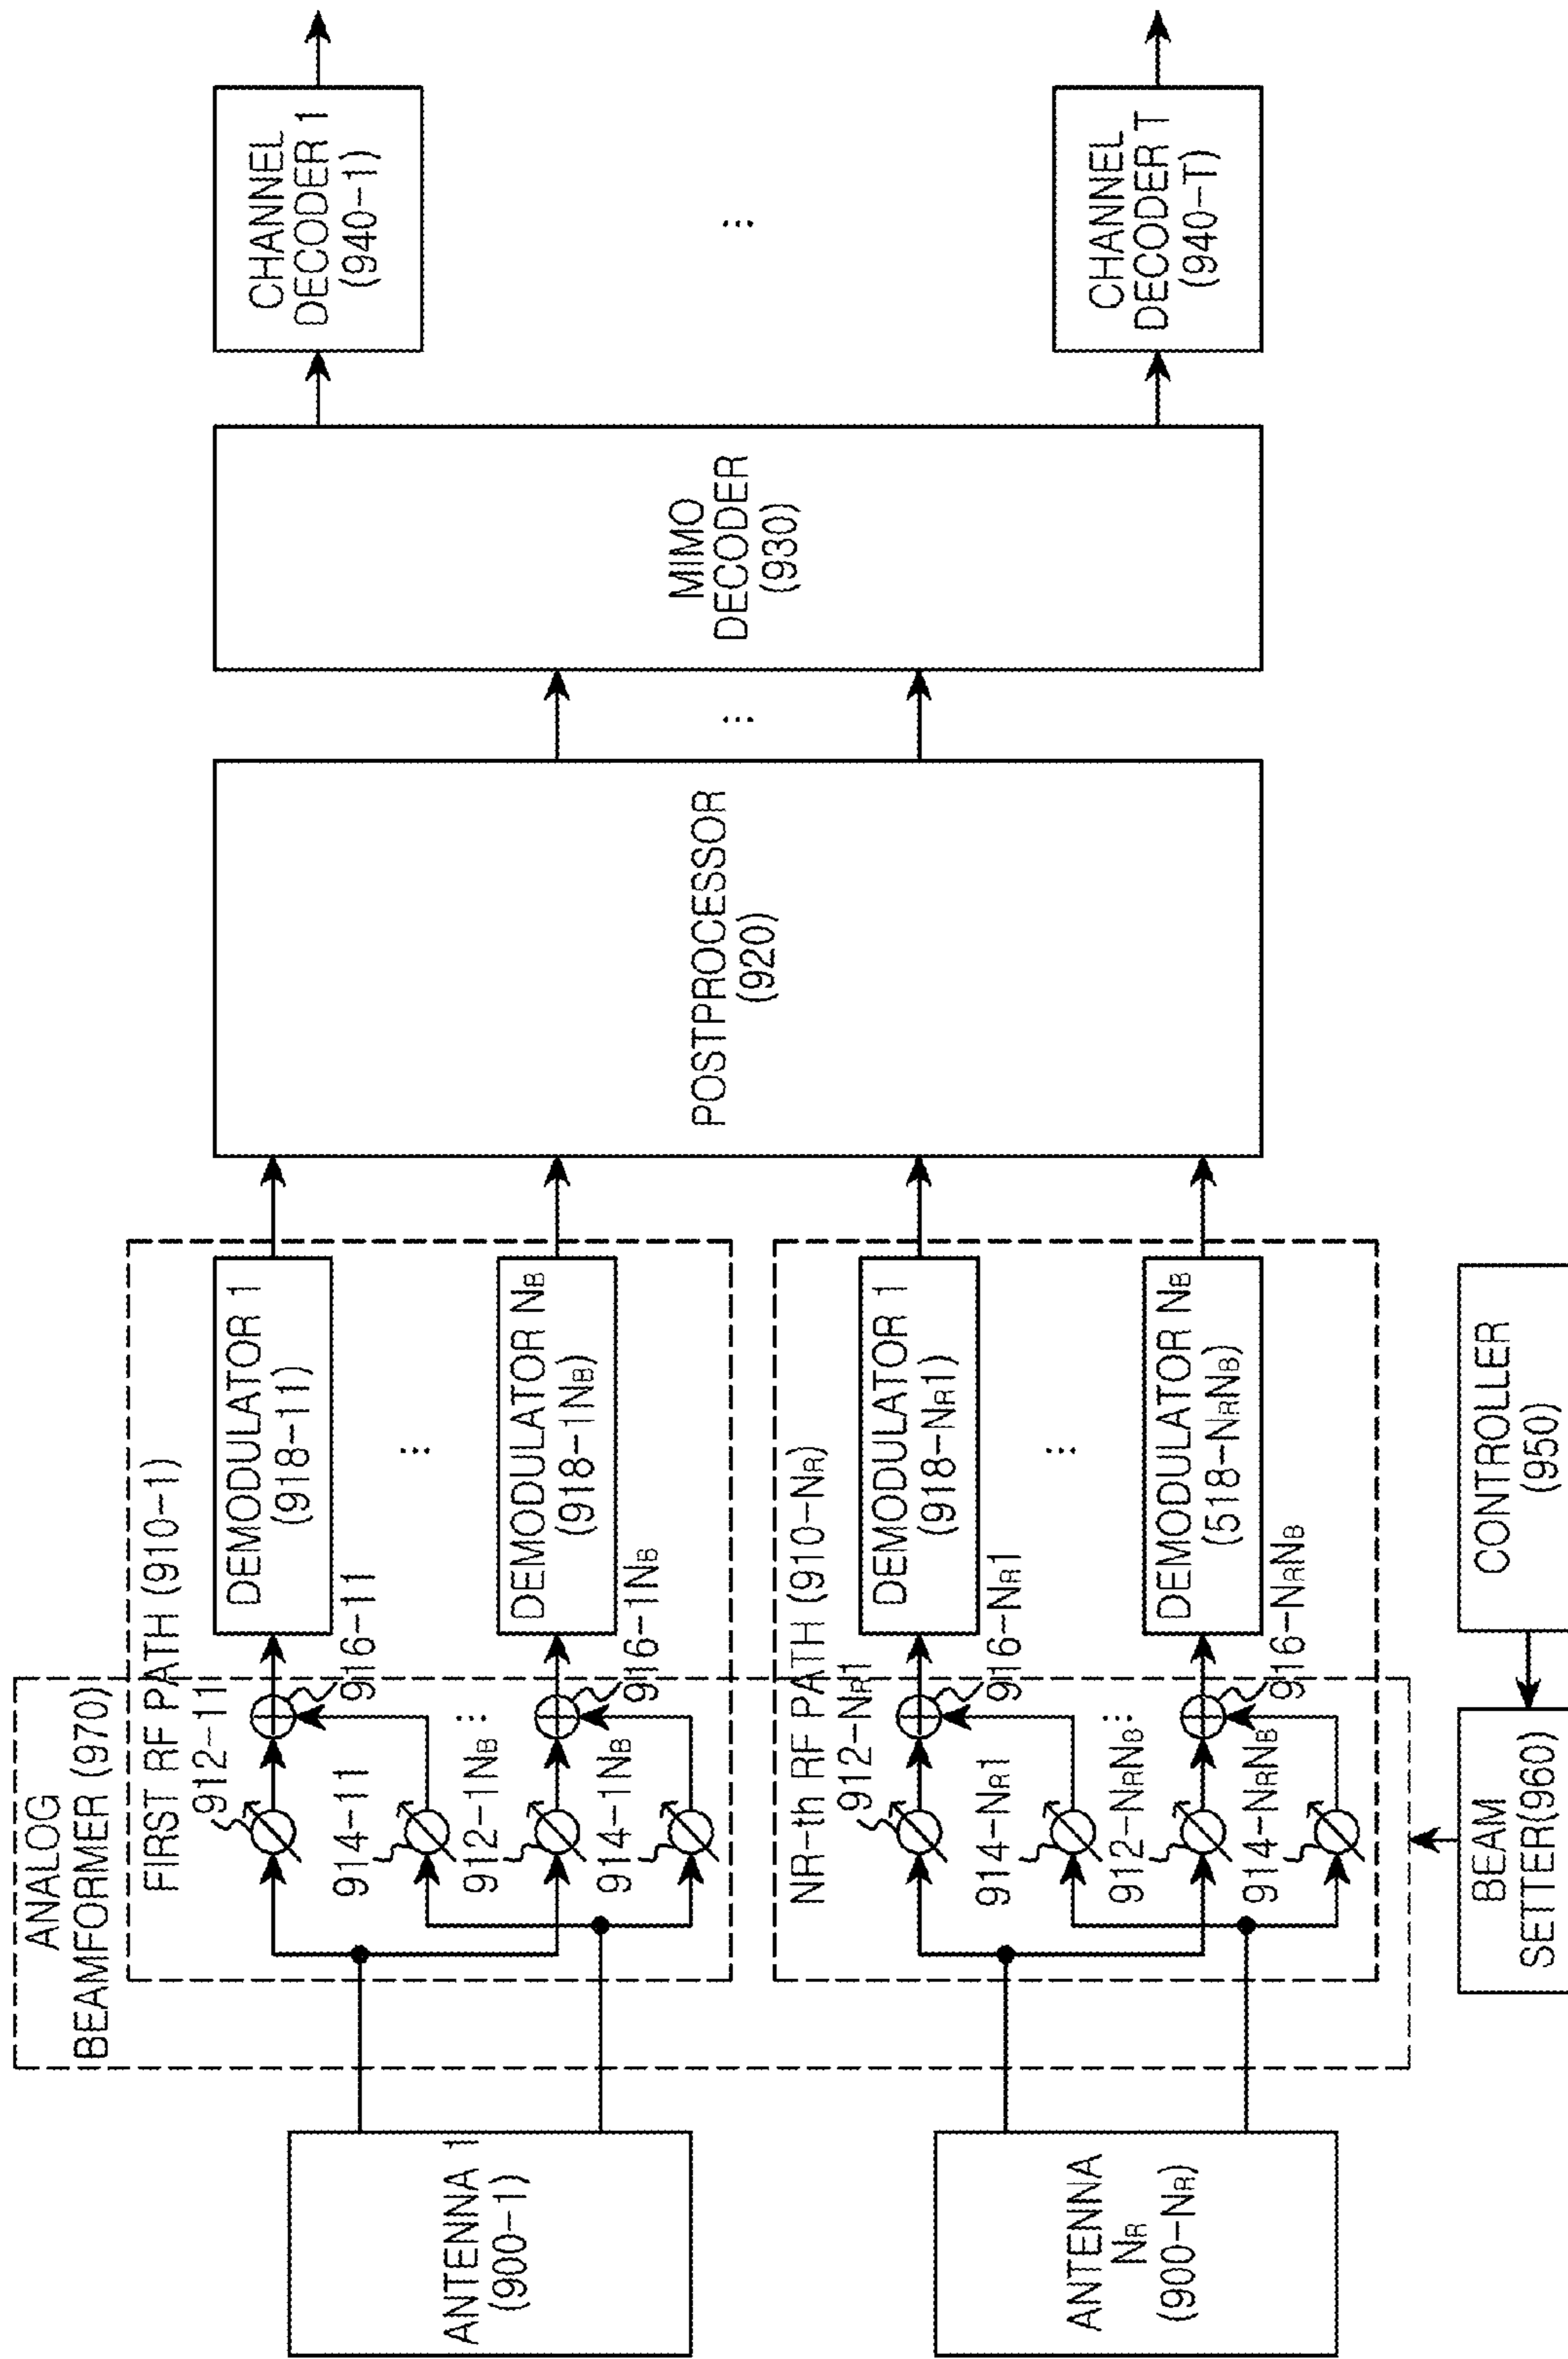 ANALOG
BEAMFORMER (970)
FIRST RF PATH (910-1)
912-11
916-11
914-11
912-1NB
916-1NB
914-1NB
DEMODULATOR 1
(918-11)
⋮
DEMODULATOR NB
(918-1NB)
ANTENNA 1
(900-1)
NR-th RF PATH (910-NR)
912-NR1
916-NR1
914-NR1
912-NRNB
916-NRNB
914-NRNB
DEMODULATOR 1
(918-NR1)
⋮
DEMODULATOR NB
(518-NRNB)
ANTENNA
NR
(900-NR)
POSTPROCESSOR
(920)
MIMO
DECODER
(930)
CHANNEL
DECODER 1
(940-1)
⋮
CHANNEL
DECODER T
(940-T)
BEAM
SETTER(960)
CONTROLLER
(950)